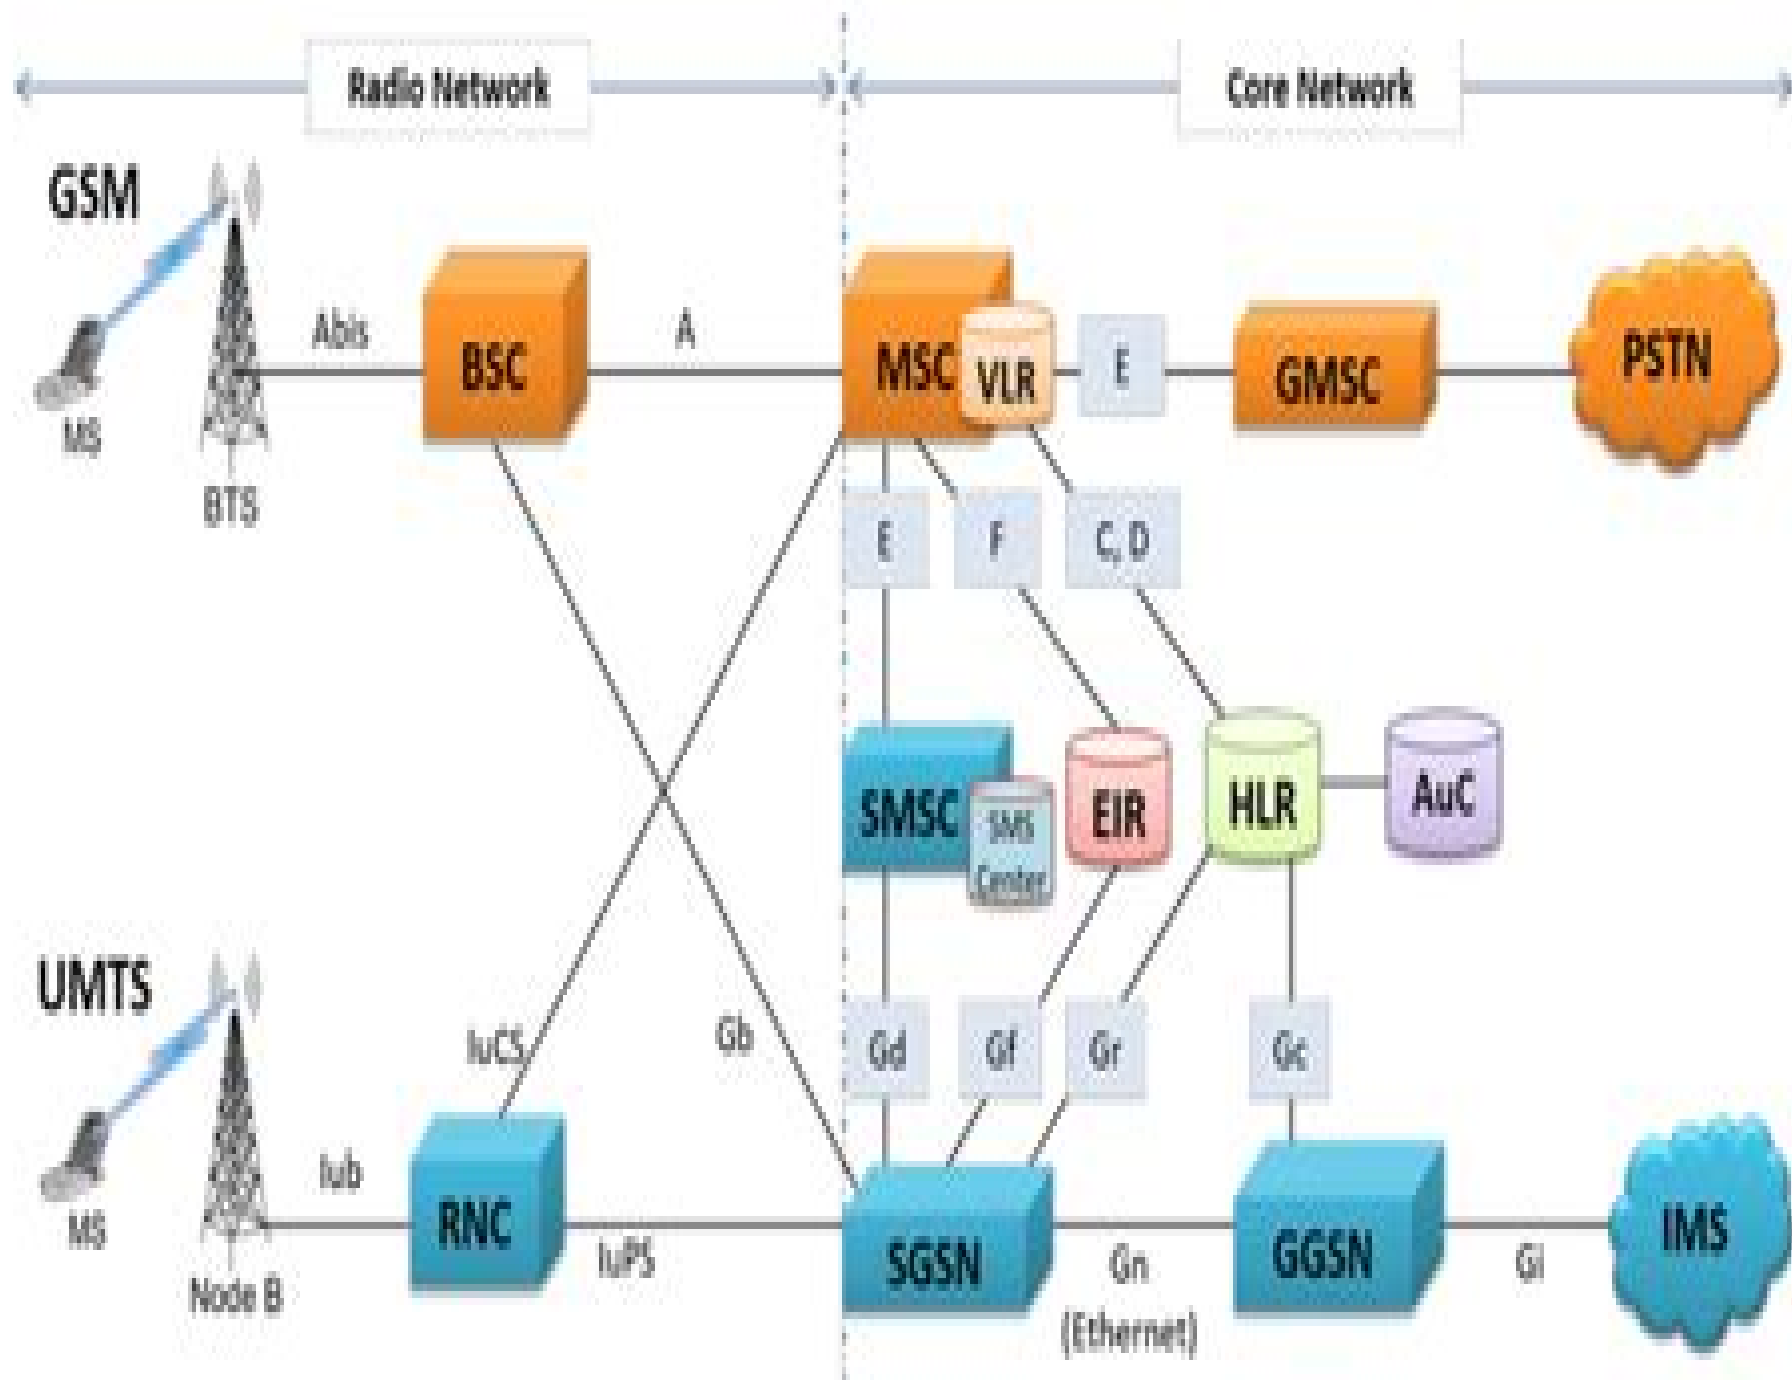 Radio Network
Core Network
GSM
Abis
A
BSC
MSC
VLR
E
GMSC
PSTN
MS
BTS
E
F
C, D
SMSC
SMS
Center
EIR
HLR
AuC
UMTS
IuCS
Gb
Gd
Gf
Gr
Gc
MS
Iub
RNC
IuPS
SGSN
Gn
(Ethernet)
GGSN
Gi
IMS
Node B